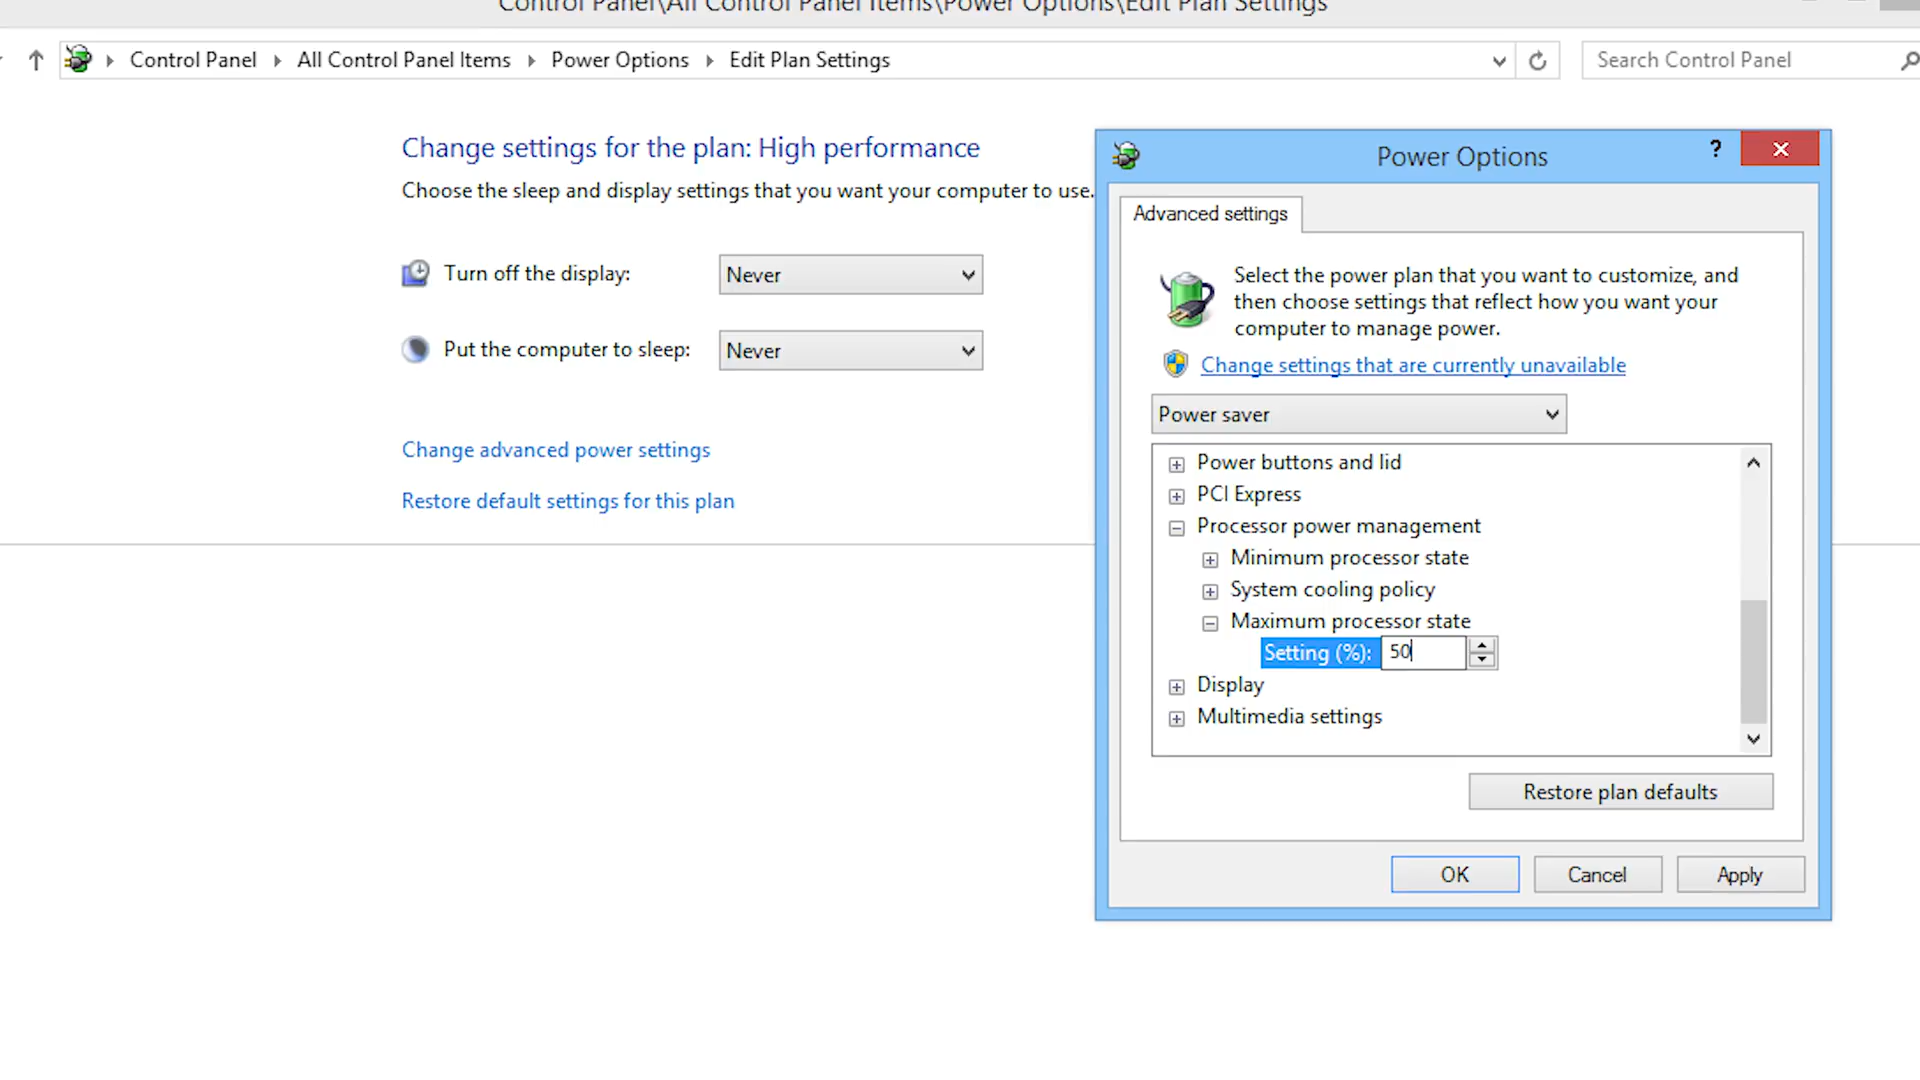 Control Panel\All Control Panel Items\Power Options\Edit Plan Settings
Control Panel
All Control Panel Items
Power Options
Edit Plan Settings
Search Control Panel
Change settings for the plan: High performance
Choose the sleep and display settings that you want your computer to use.
Turn off the display:
Never
Put the computer to sleep:
Never
Change advanced power settings
Restore default settings for this plan
Power Options
?
Advanced settings
Select the power plan that you want to customize, and
then choose settings that reflect how you want your
computer to manage power.
Change settings that are currently unavailable
Power saver
Power buttons and lid
PCI Express
Processor power management
Minimum processor state
System cooling policy
Maximum processor state
Setting (%): 50
Display
Multimedia settings
Restore plan defaults
OK
Cancel
Apply